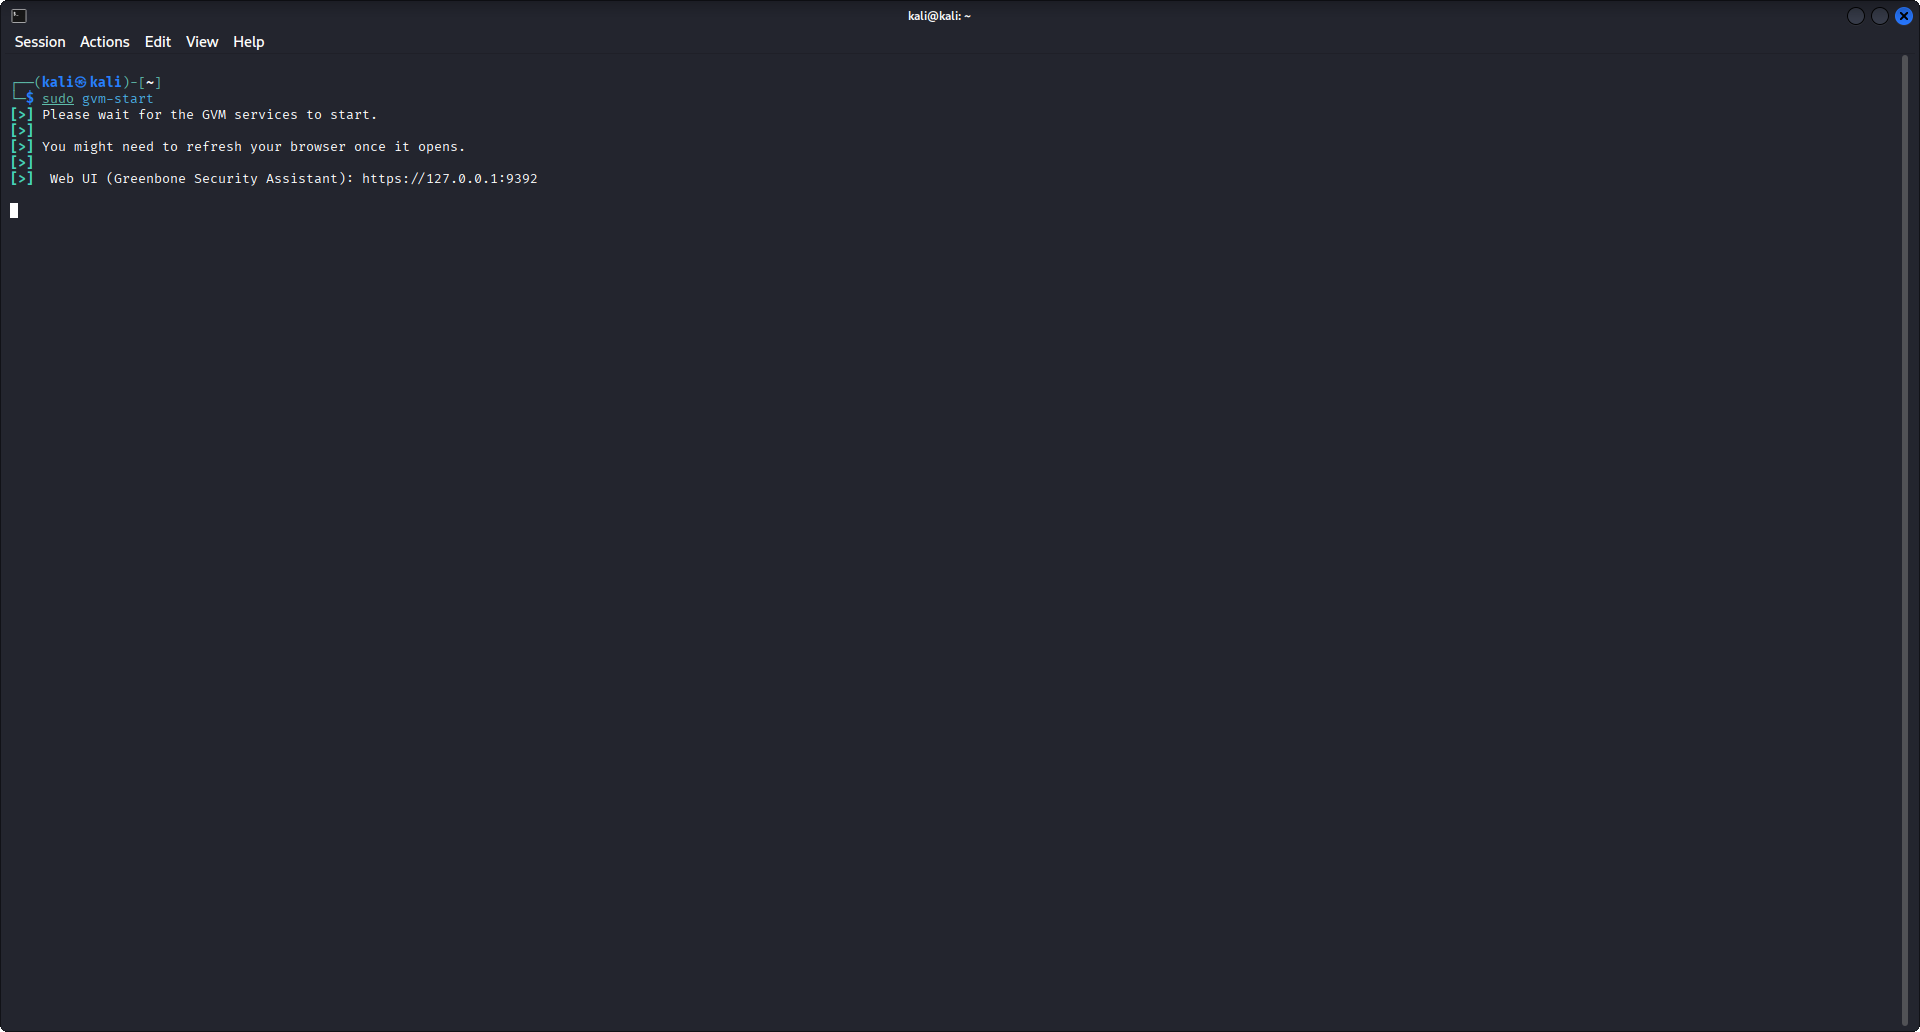 kali@kali: ~
Session Actions Edit View Help
┌──(kali㉿kali)-[~]
└─$ sudo gvm-start
[>] Please wait for the GVM services to start.
[>]
[>] You might need to refresh your browser once it opens.
[>]
[>]  Web UI (Greenbone Security Assistant): https://127.0.0.1:9392